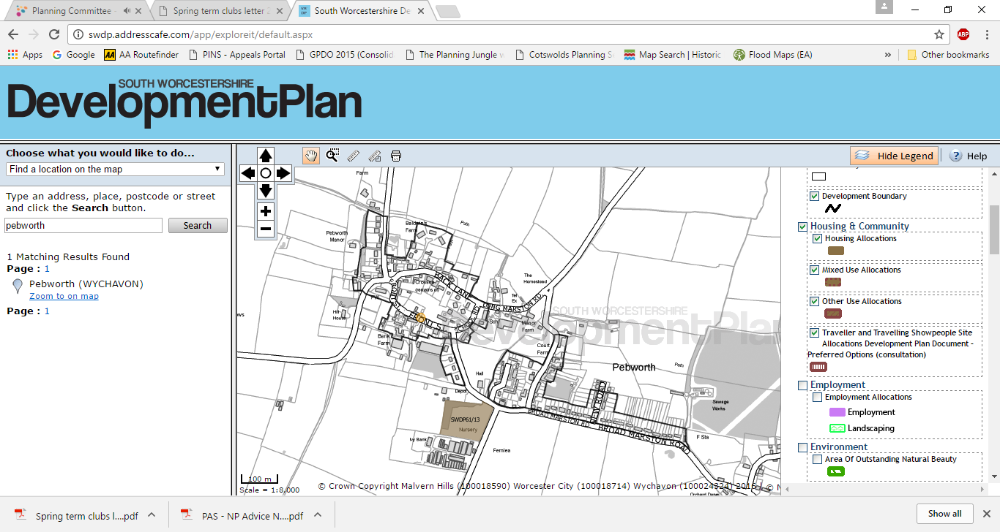 Planning Committee -
Spring term clubs letter 2
South Worcestershire De
swdp.addresscafe.com/app/exploreit/default.aspx
ABP
Apps
Google
AA AA Routefinder
PINS - Appeals Portal
GPDO 2015 (Consolid
The Planning Jungle w
Cotswolds Planning S
Map Search | Historic
Flood Maps (EA)
»
Other bookmarks
SOUTH WORCESTERSHIRE
DevelopmentPlan
Choose what you would like to do...
Find a location on the map
Hide Legend
Help
Type an address, place, postcode or street
and click the Search button.
pebworth
Search
1 Matching Results Found
Page : 1
Pebworth (WYCHAVON)
Zoom to on map
Page : 1
Farm
Pebworth
Manor
Baldwin's
Farm
Path
The
Homestead
BACK LANE
Tel
Ex
LONG MARSTON RD
FRONT S
Hill
House
Sch
Manor
Farm
Bank
Farm
Court
Farm
SOUTH WORCESTERSHIRE
DevelopmentPla
Pebworth
Path
Hall
Depot
NEW ROAD
Sewage
Works
SWDP61/13
Nursery
BROAD MARSTON RD
BROAD MARSTON ROAD
F Sta
Ivy Bank
Fernlea
100 m
Scale = 1:8,000
© Crown Copyright Malvern Hills (100018590) Worcester City (100018714) Wychavon (100024324) 2016
Development Boundary
Housing & Community
Housing Allocations
Mixed Use Allocations
Other Use Allocations
Traveller and Travelling Showpeople Site
Allocations Development Plan Document -
Preferred Options (consultation)
Employment
Employment Allocations
Employment
Landscaping
Environment
Area Of Outstanding Natural Beauty
Spring term clubs l....pdf
PAS - NP Advice N....pdf
Show all